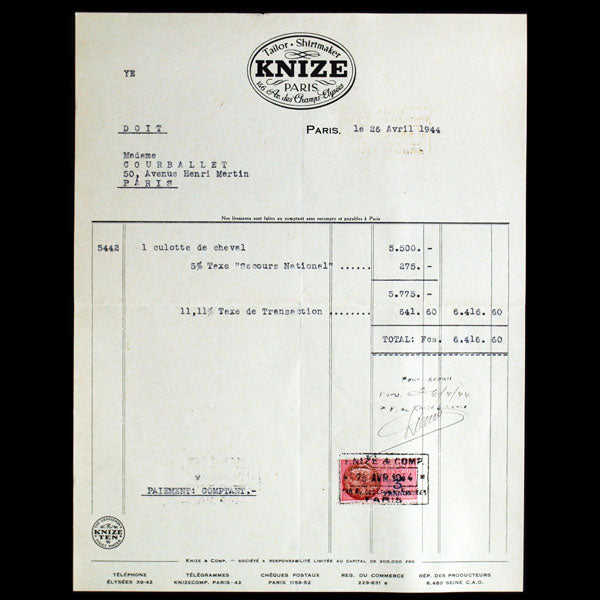 Tailor · Shirtmaker
KNIZE
PARIS
146 Av. des Champs-Elysées
YE
DOIT
PARIS, le 26 Avril 1944
Madame
COURBALLET
50, Avenue Henri Martin
PARIS
Nos livraisons sont faites au comptant sans escompte et payables à Paris
5442 1 culotte de cheval 5.500. -
5% Taxe "Secours National" ...... 275. -
5.775. -
11,11% Taxe de Transaction ........ 641. 60 6.416. 60
TOTAL: Fcs. 6.416. 60
Pour acquit
KNIZE & COMP.
AVR. 1944
PARIS
PAIEMENT: COMPTANT.-
KNIZE
TEN
KNIZE & COMP. — SOCIÉTÉ A RESPONSABILITÉ LIMITÉE AU CAPITAL DE 300,000 FRS
TÉLÉPHONE TÉLÉGRAMMES CHÈQUES POSTAUX REG. DU COMMERCE RÉP. DES PRODUCTEURS
ÉLYSÉES 39-42 KNIZECOMP. PARIS-42 PARIS 1159-52 229-831 B 6.480 SEINE C.A.O.